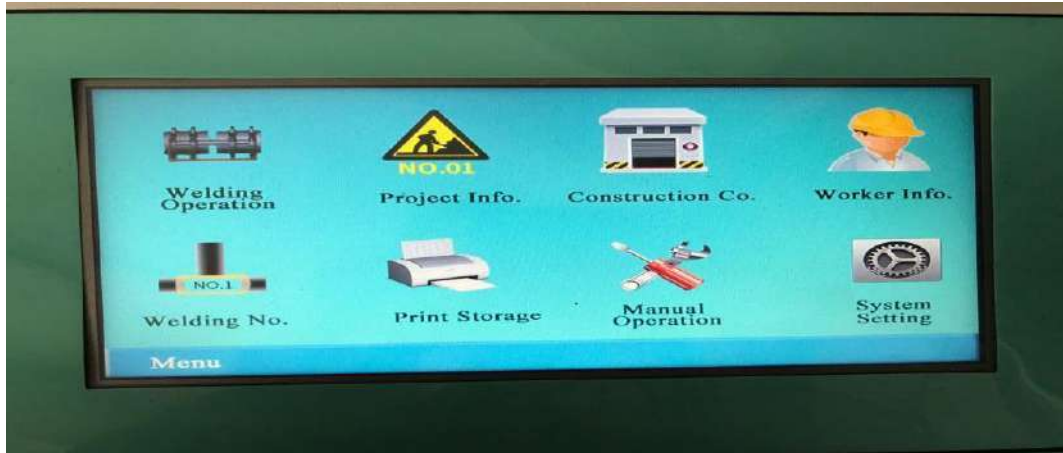 NO.01
Welding
Operation
Project Info.
Construction Co.
Worker Info.
NO.1
Welding No.
Print Storage
Manual
Operation
System
Setting
Menu